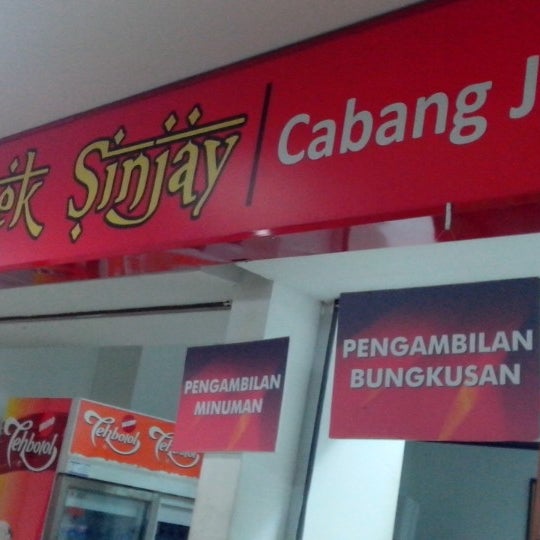 ek Sinjay | Cabang J
PENGAMBILAN
MINUMAN
PENGAMBILAN
BUNGKUSAN
Tehbotol
Tehbotol
Tehbotol